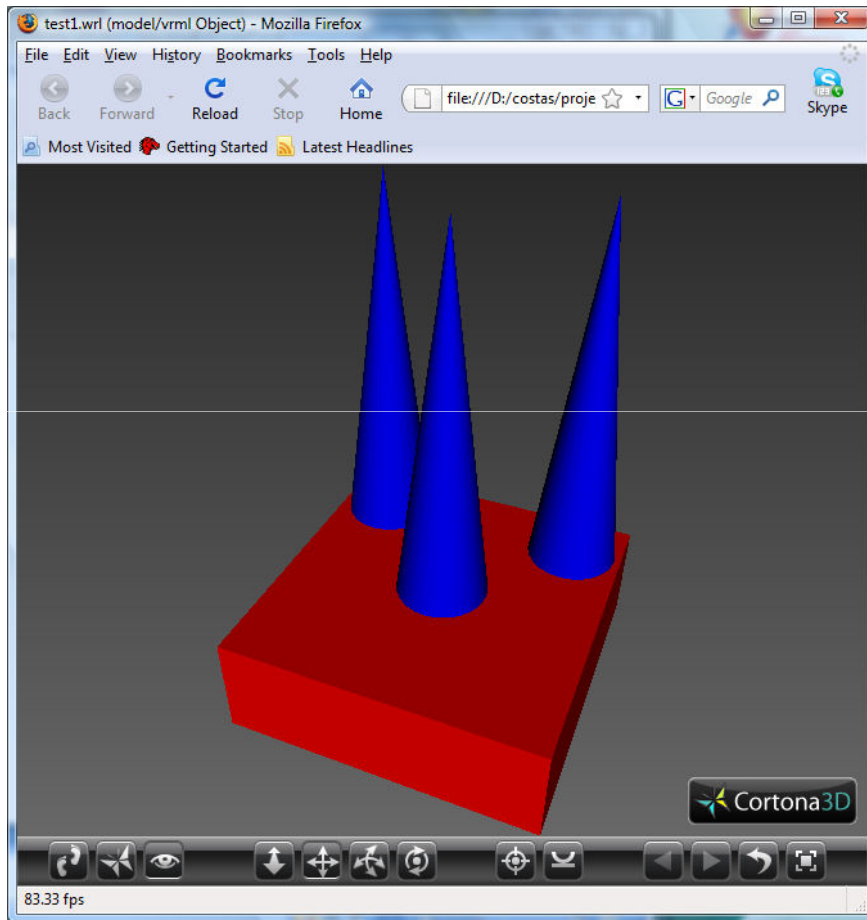 test1.wrl (model/vrml Object) - Mozilla Firefox
File Edit View History Bookmarks Tools Help
Back Forward Reload Stop Home file:///D:/costas/proje G Google Skype
Most Visited Getting Started Latest Headlines
Cortona3D
83.33 fps